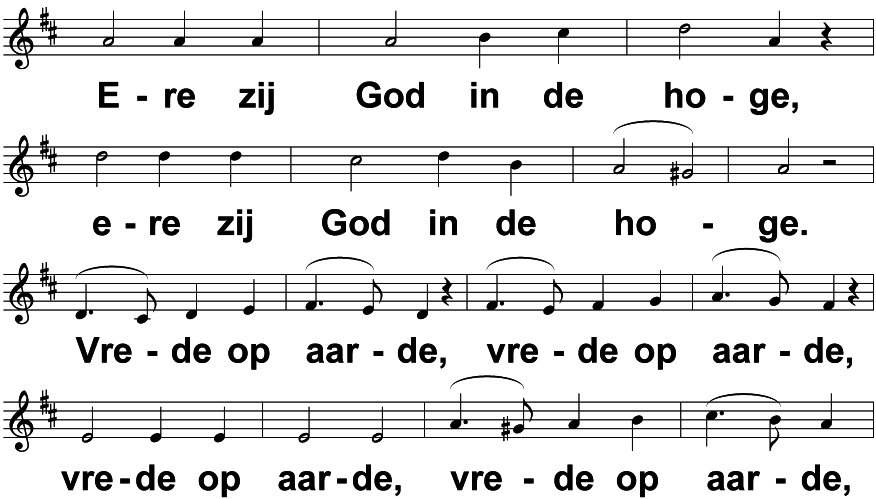 E - re zij God in de ho - ge,
e - re zij God in de ho - ge.
Vre - de op aar - de, vre - de op aar - de,
vre - de op aar - de, vre - de op aar - de,